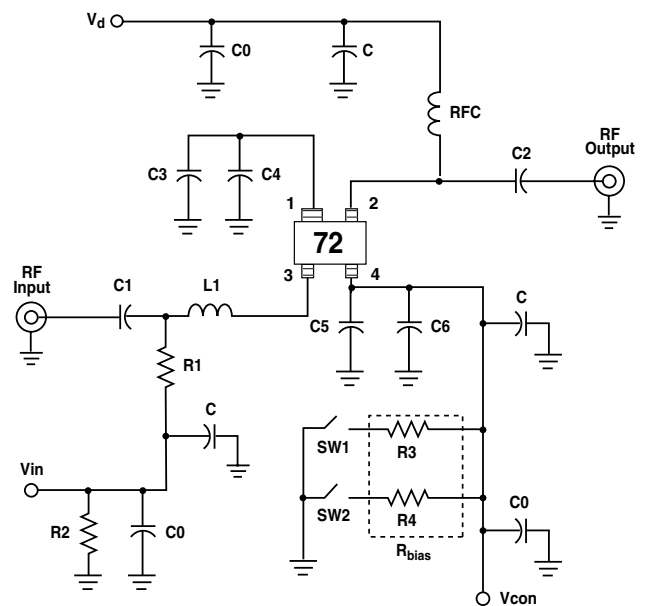 Vd
C0
C
RFC
RF
Output
C2
C3
C4
1
2
72
3
4
RF
Input
C1
L1
C5
C6
C
R1
C
SW1
R3
Vin
SW2
R4
C0
R2
C0
Rbias
Vcon